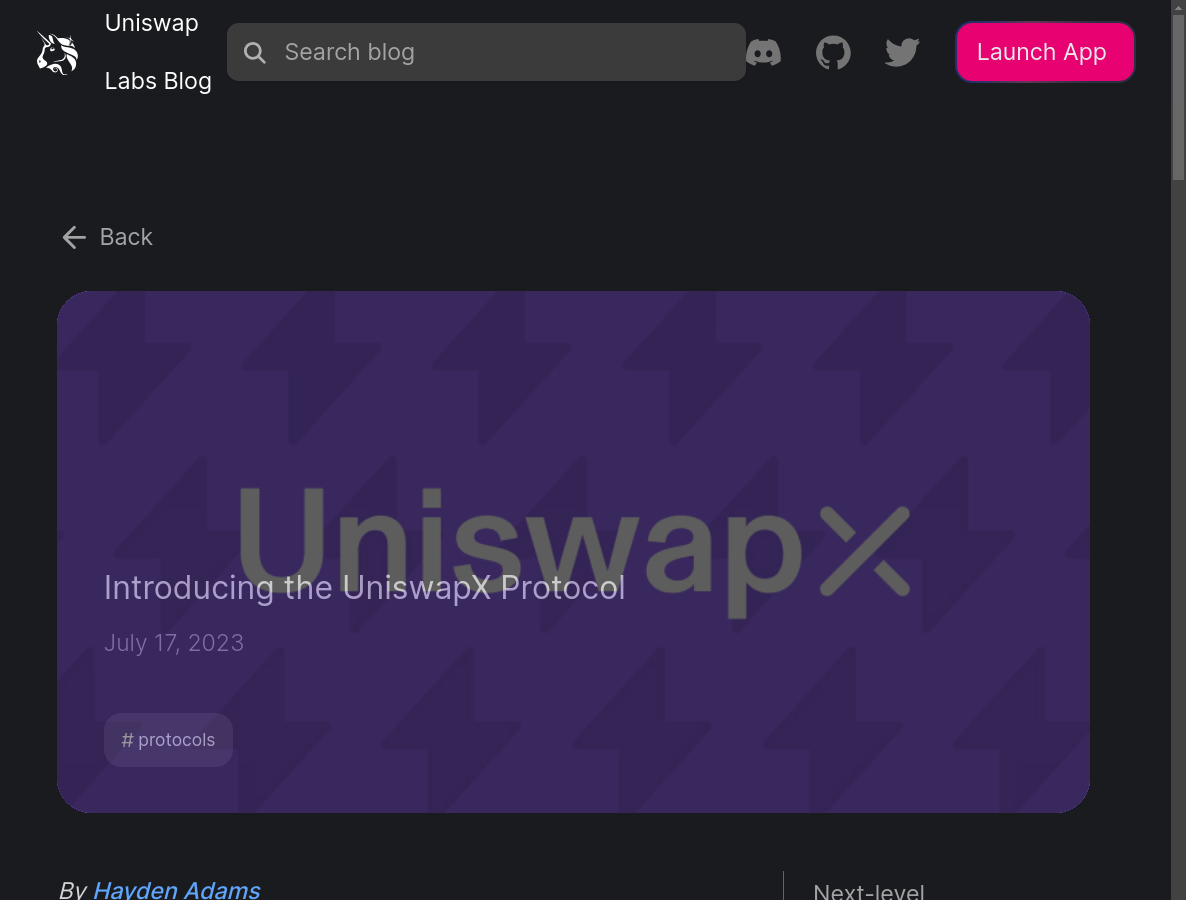 Uniswap
Labs Blog
Search blog
Launch App
Back
UniswapX
Introducing the UniswapX Protocol
July 17, 2023
# protocols
By Hayden Adams
Next-level